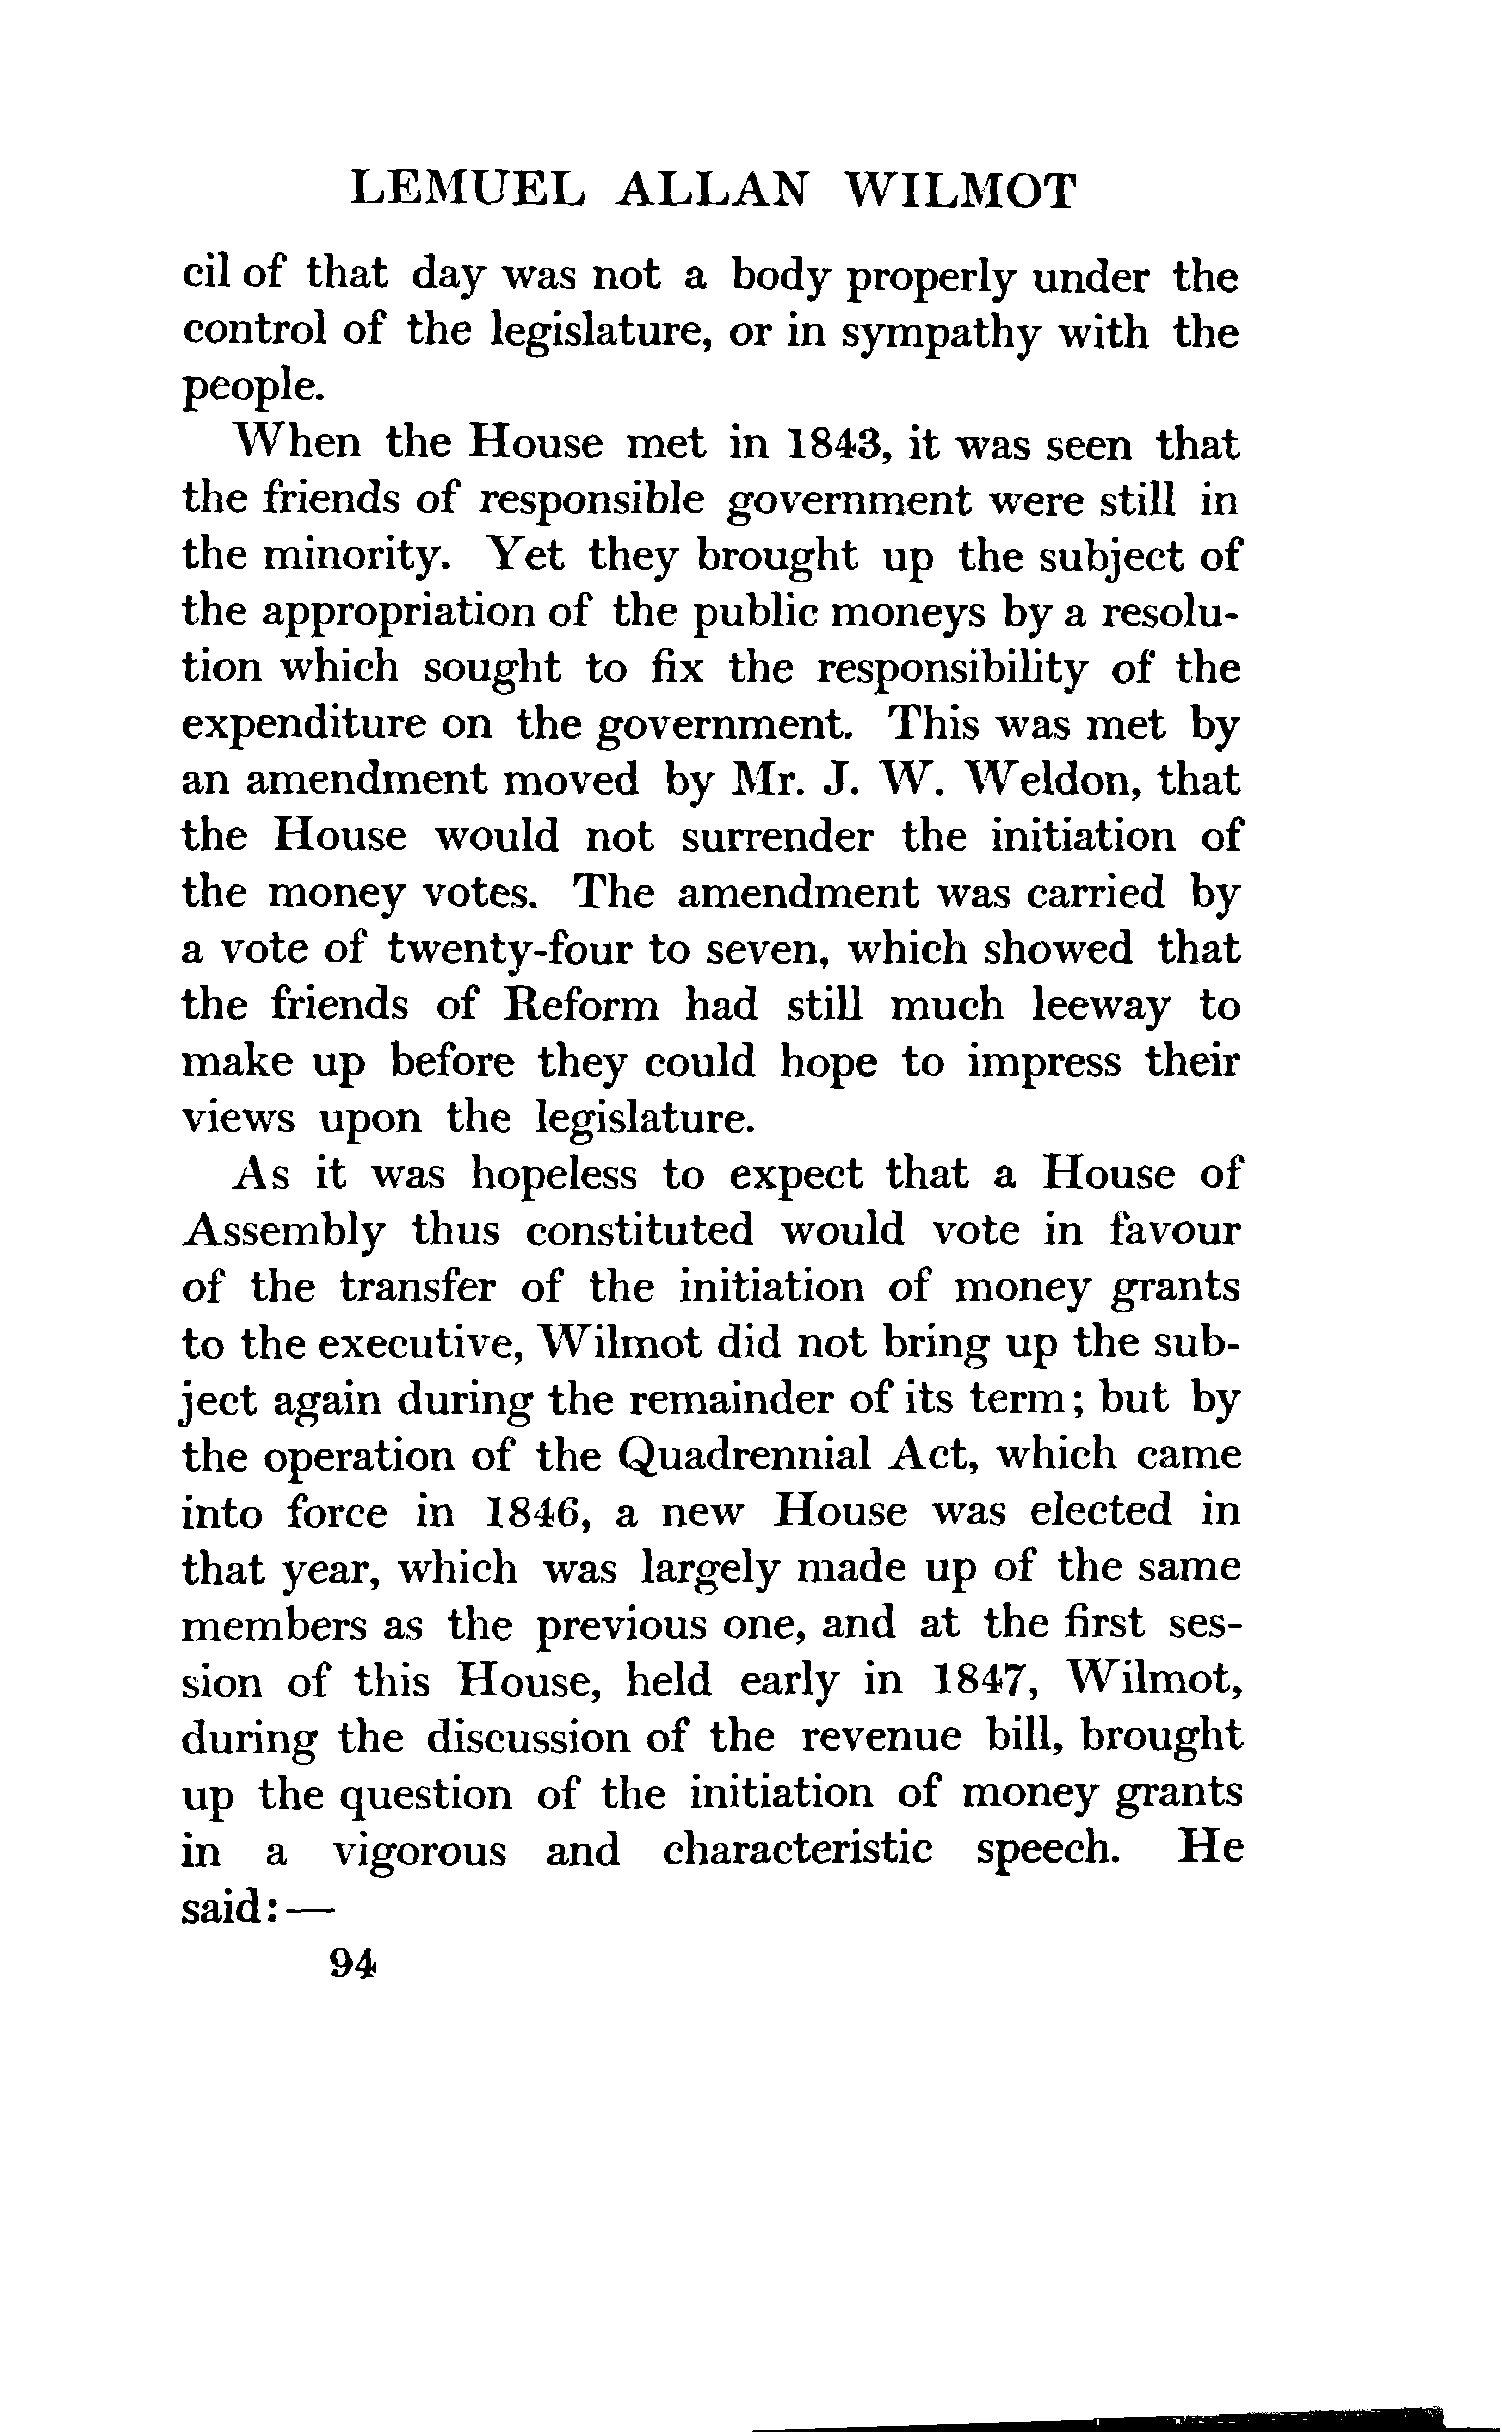 LEMUEL ALLAN WILMOT
cil of that day was not a body properly under the
control of the legislature, or in sympathy with the
people.
When the House met in 1843, it was seen that
the friends of responsible government were still in
the minority. Yet they brought up the subject of
the appropriation of the public moneys by a resolu-
tion which sought to fix the responsibility of the
expenditure on the government. This was met by
an amendment moved by Mr. J. W. Weldon, that
the House would not surrender the initiation of
the money votes. The amendment was carried by
a vote of twenty-four to seven, which showed that
the friends of Reform had still much leeway to
make up before they could hope to impress their
views upon the legislature.
As it was hopeless to expect that a House of
Assembly thus constituted would vote in favour
of the transfer of the initiation of money grants
to the executive, Wilmot did not bring up the sub-
ject again during the remainder of its term; but by
the operation of the Quadrennial Act, which came
into force in 1846, a new House was elected in
that year, which was largely made up of the same
members as the previous one, and at the first ses-
sion of this House, held early in 1847, Wilmot,
during the discussion of the revenue bill, brought
up the question of the initiation of money grants
in a vigorous and characteristic speech. He
said:—
94